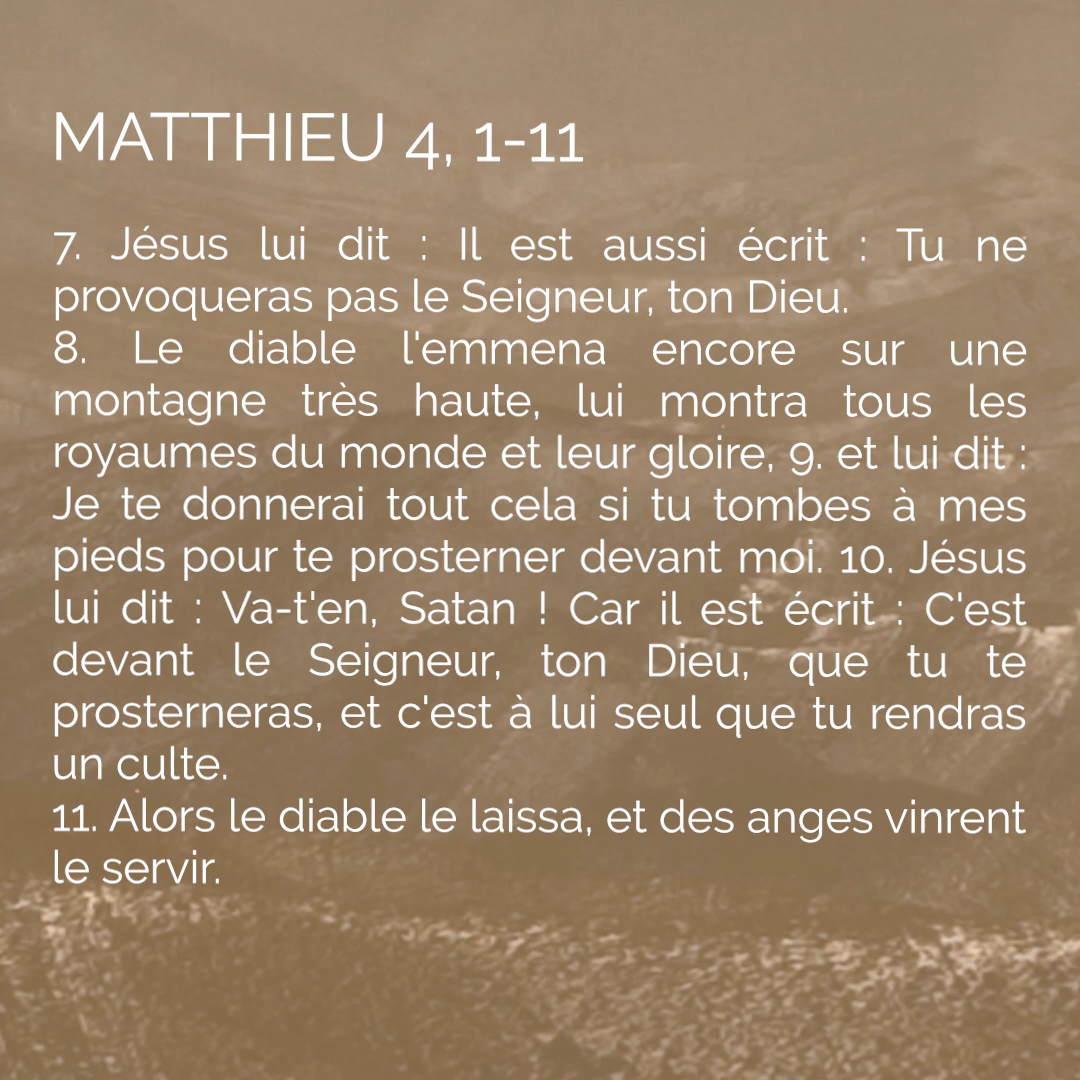 MATTHIEU 4, 1-11
7. Jésus lui dit : Il est aussi écrit : Tu ne
provoqueras pas le Seigneur, ton Dieu.
8. Le diable l'emmena encore sur une
montagne très haute, lui montra tous les
royaumes du monde et leur gloire, 9. et lui dit :
Je te donnerai tout cela si tu tombes à mes
pieds pour te prosterner devant moi. 10. Jésus
lui dit : Va-t'en, Satan ! Car il est écrit : C'est
devant le Seigneur, ton Dieu, que tu te
prosterneras, et c'est à lui seul que tu rendras
un culte.
11. Alors le diable le laissa, et des anges vinrent
le servir.